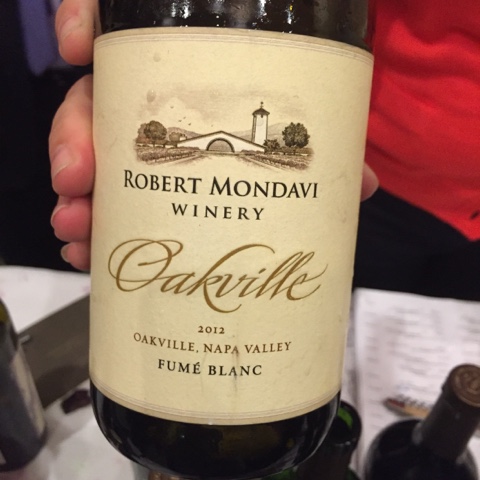 ROBERT MONDAVI
WINERY
Oakville
2012
OAKVILLE, NAPA VALLEY
FUMÉ BLANC